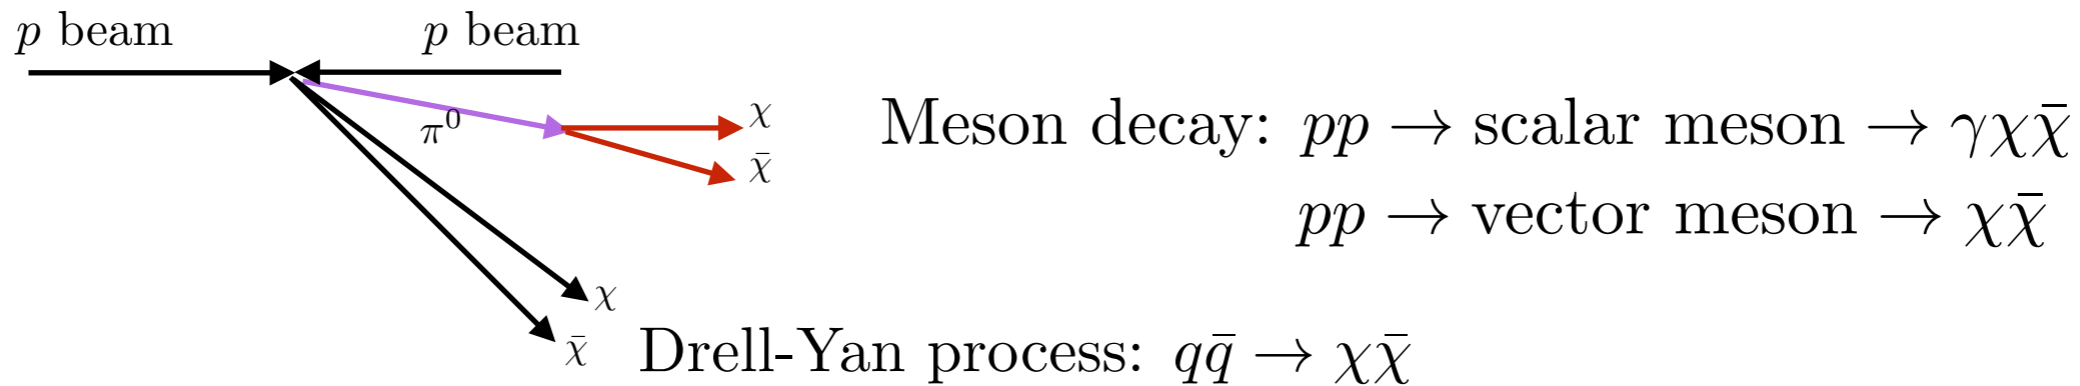 p beam
p beam
π⁰
χ
χ̄
Meson decay: pp → scalar meson → γχχ̄
pp → vector meson → χχ̄
χ
χ̄
Drell-Yan process: qq̄ → χχ̄